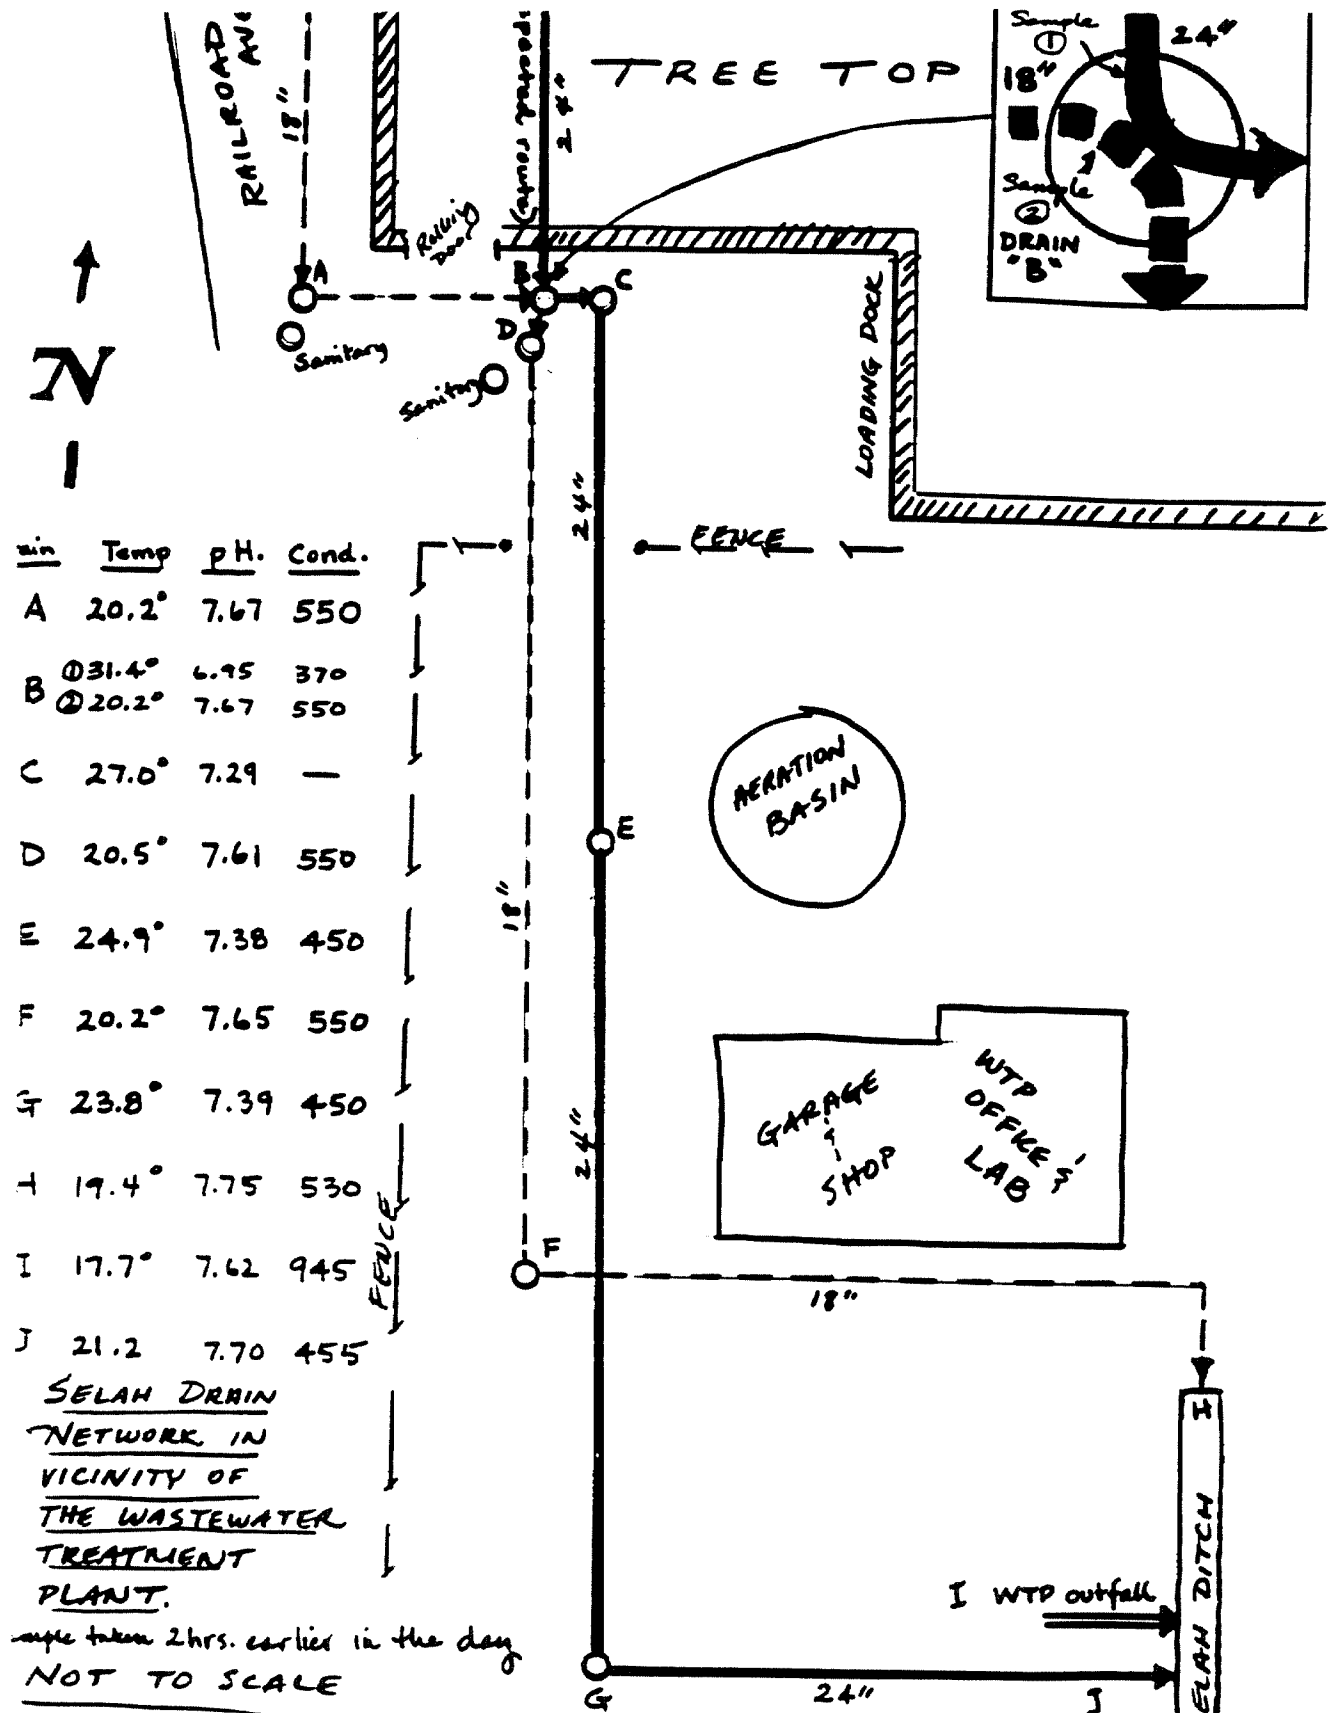 RAILROAD
AVE
18"
24"
TREE TOP
Sample
①
24"
18"
Sample
②
DRAIN
"B"
route)
Rolling
Door
A
B
C
D
Sanitary
Sanitary
LOADING DOCK
N
24"
FENCE
Temp pH. Cond.
A 20.2° 7.67 550
B ①31.4° 6.95 370
②20.2° 7.67 550
C 27.0° 7.29 —
D 20.5° 7.61 550
E 24.9° 7.38 450
F 20.2° 7.65 550
G 23.8° 7.39 450
H 19.4° 7.75 530
I 17.7° 7.62 945
J 21.2 7.70 455
AERATION
BASIN
E
18"
24"
GARAGE
&
SHOP
WTP
OFFICE &
LAB
FENCE
F
18"
H
SELAH DRAIN
NETWORK IN
VICINITY OF
THE WASTEWATER
TREATMENT
PLANT.
taken 2hrs. earlier in the day
NOT TO SCALE
I WTP outfall
ELAH DITCH
G
24"
J